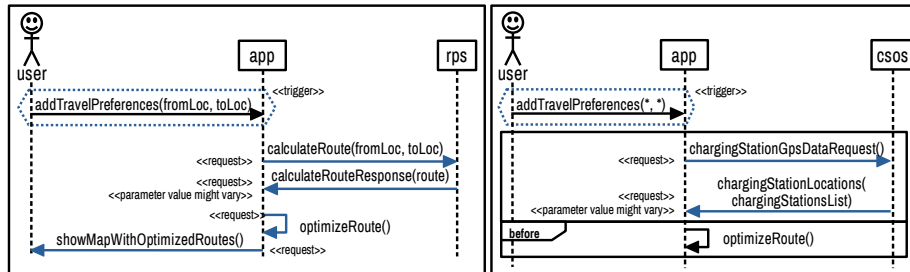 user
app
rps
<<trigger>>
addTravelPreferences(fromLoc, toLoc)
<<request>>
calculateRoute(fromLoc, toLoc)
<<request>>
calculateRouteResponse(route)
<<parameter value might vary>>
<<request>>
optimizeRoute()
showMapWithOptimizedRoutes()
<<request>>
user
app
csos
<<trigger>>
addTravelPreferences(*, *)
<<request>>
chargingStationGpsDataRequest()
<<request>>
chargingStationLocations(
<<parameter value might vary>>
chargingStationsList)
before
optimizeRoute()